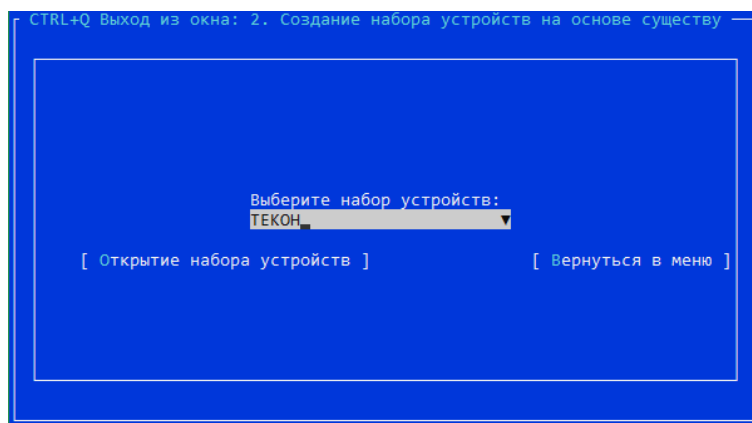 CTRL+Q Выход из окна: 2. Создание набора устройств на основе существу
Выберите набор устройств:
ТЕКОН_ ▼
[ Открытие набора устройств ] [ Вернуться в меню ]